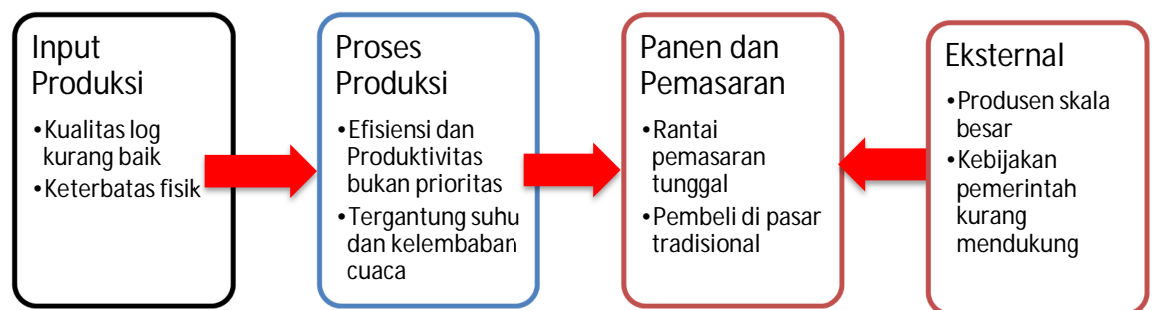 Input
Produksi
•Kualitas log
kurang baik
•Keterbatas fisik
Proses
Produksi
•Efisiensi dan
Produktivitas
bukan prioritas
•Tergantung suhu
dan kelembaban
cuaca
Panen dan
Pemasaran
•Rantai
pemasaran
tunggal
•Pembeli di pasar
tradisional
Eksternal
•Produsen skala
besar
•Kebijakan
pemerintah
kurang
mendukung